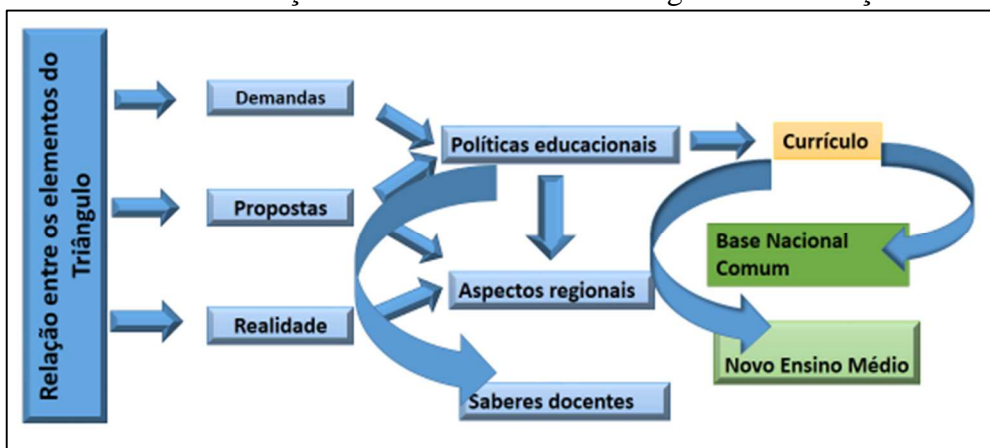 Relação entre os elementos do
Triângulo
Demandas
Propostas
Realidade
Políticas educacionais
Aspectos regionais
Saberes docentes
Currículo
Base Nacional
Comum
Novo Ensino Médio